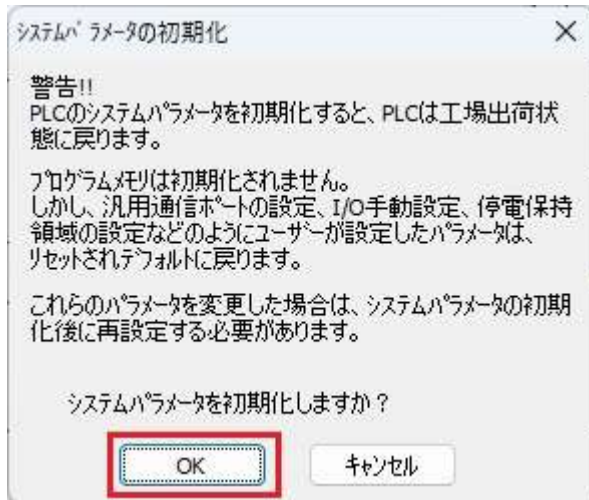 ｼｽﾃﾑﾊﾟﾗﾒｰﾀの初期化
警告!!
PLCのｼｽﾃﾑﾊﾟﾗﾒｰﾀを初期化すると、PLCは工場出荷状
態に戻ります。
ﾌﾟﾛｸﾞﾗﾑﾒﾓﾘは初期化されません。
しかし、汎用通信ﾎﾟｰﾄの設定、I/O手動設定、停電保持
領域の設定などのようにﾕｰｻﾞｰが設定したﾊﾟﾗﾒｰﾀは、
ﾘｾｯﾄされﾃﾞﾌｫﾙﾄに戻ります。
これらのﾊﾟﾗﾒｰﾀを変更した場合は、ｼｽﾃﾑﾊﾟﾗﾒｰﾀの初期
化後に再設定する必要があります。
ｼｽﾃﾑﾊﾟﾗﾒｰﾀを初期化しますか？
OK
ｷｬﾝｾﾙ